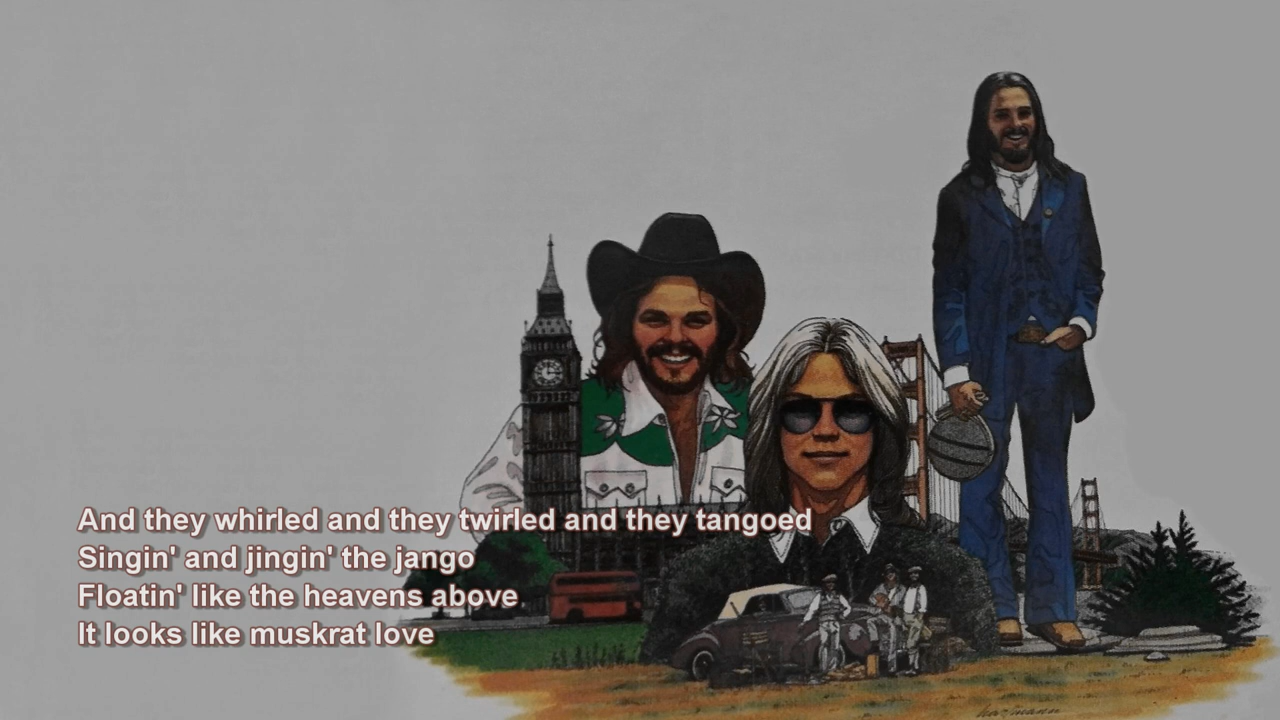 And they whirled and they twirled and they tangoed
Singin' and jingin' the jango
Floatin' like the heavens above
It looks like muskrat love